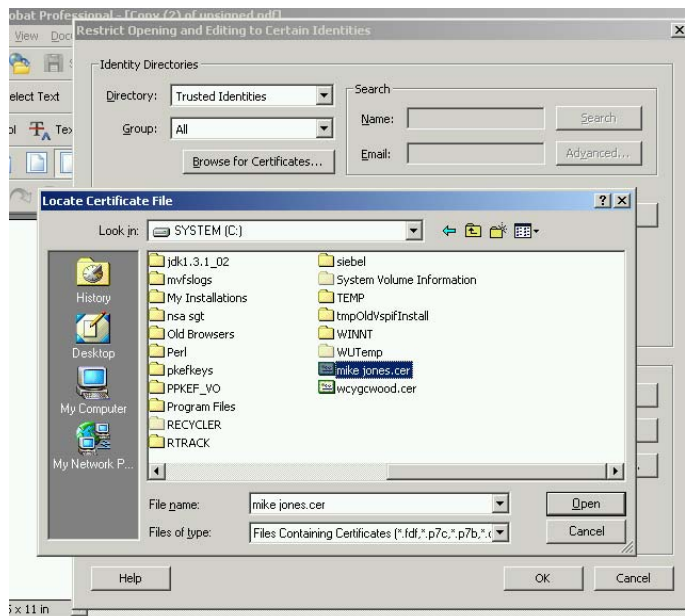 obat Professional - [Copy (2) of unsigned pdf]
View Doc
Restrict Opening and Editing to Certain Identities
Identity Directories
Directory: Trusted Identities
Search
Name:
Search
Group: All
Email:
Advanced...
Browse for Certificates...
elect Text
Locate Certificate File
Look in: SYSTEM (C:)
History
Desktop
My Computer
My Network P...
jdk1.3.1_02
mvfslogs
My Installations
nsa sgt
Old Browsers
Perl
pkefkeys
PPKEF_VO
Program Files
RECYCLER
RTRACK
siebel
System Volume Information
TEMP
tmpOldVspifInstall
WINNT
WUTemp
mike jones.cer
wcygcwood.cer
File name: mike jones.cer
Open
Files of type: Files Containing Certificates (*.fdf,*.p7c,*.p7b,*.c
Cancel
Help
OK
Cancel
5 x 11 in